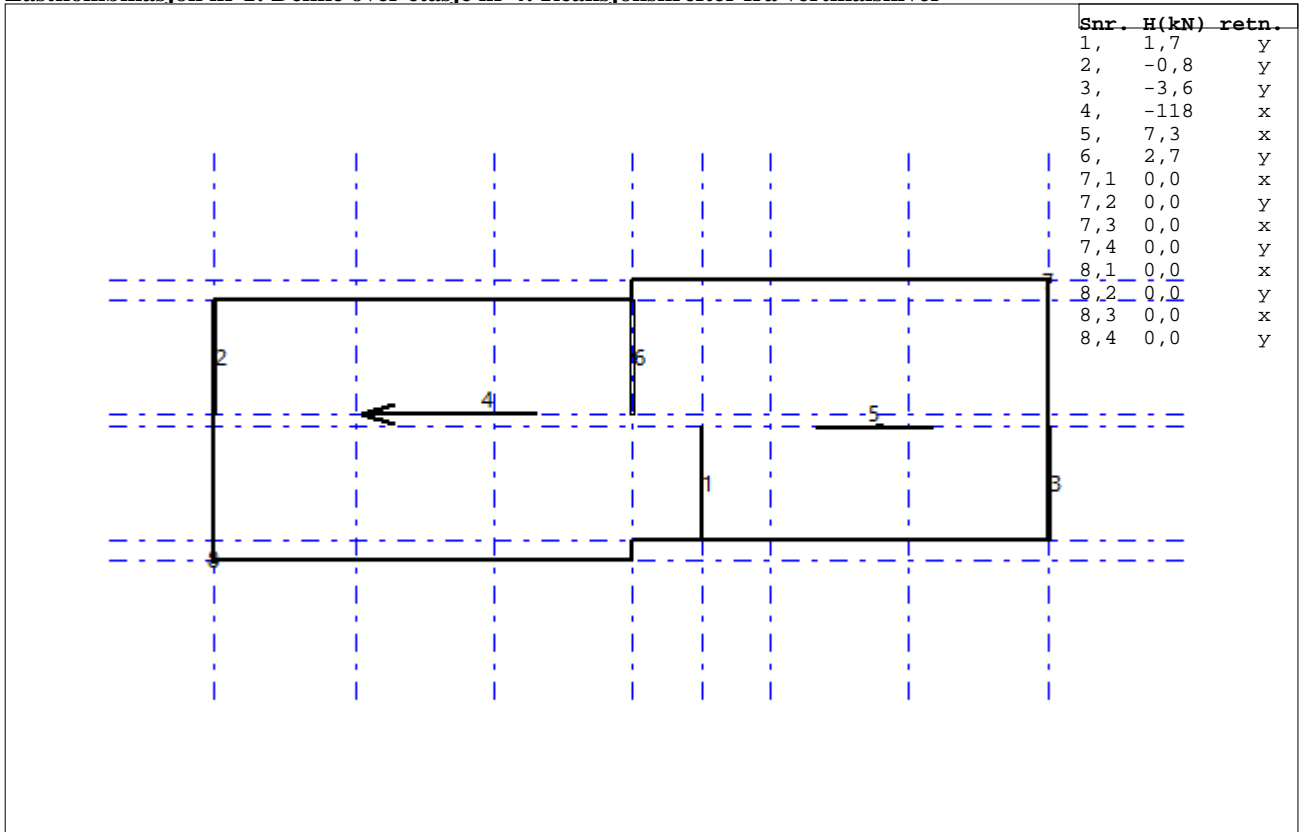 Snr. H(kN) retn.
1, 1,7 y
2, -0,8 y
3, -3,6 y
4, -118 x
5, 7,3 x
6, 2,7 y
7,1 0,0 x
7,2 0,0 y
7,3 0,0 x
7,4 0,0 y
8,1 0,0 x
8,2 0,0 y
8,3 0,0 x
8,4 0,0 y
7
2
6
4
5
1
3
8